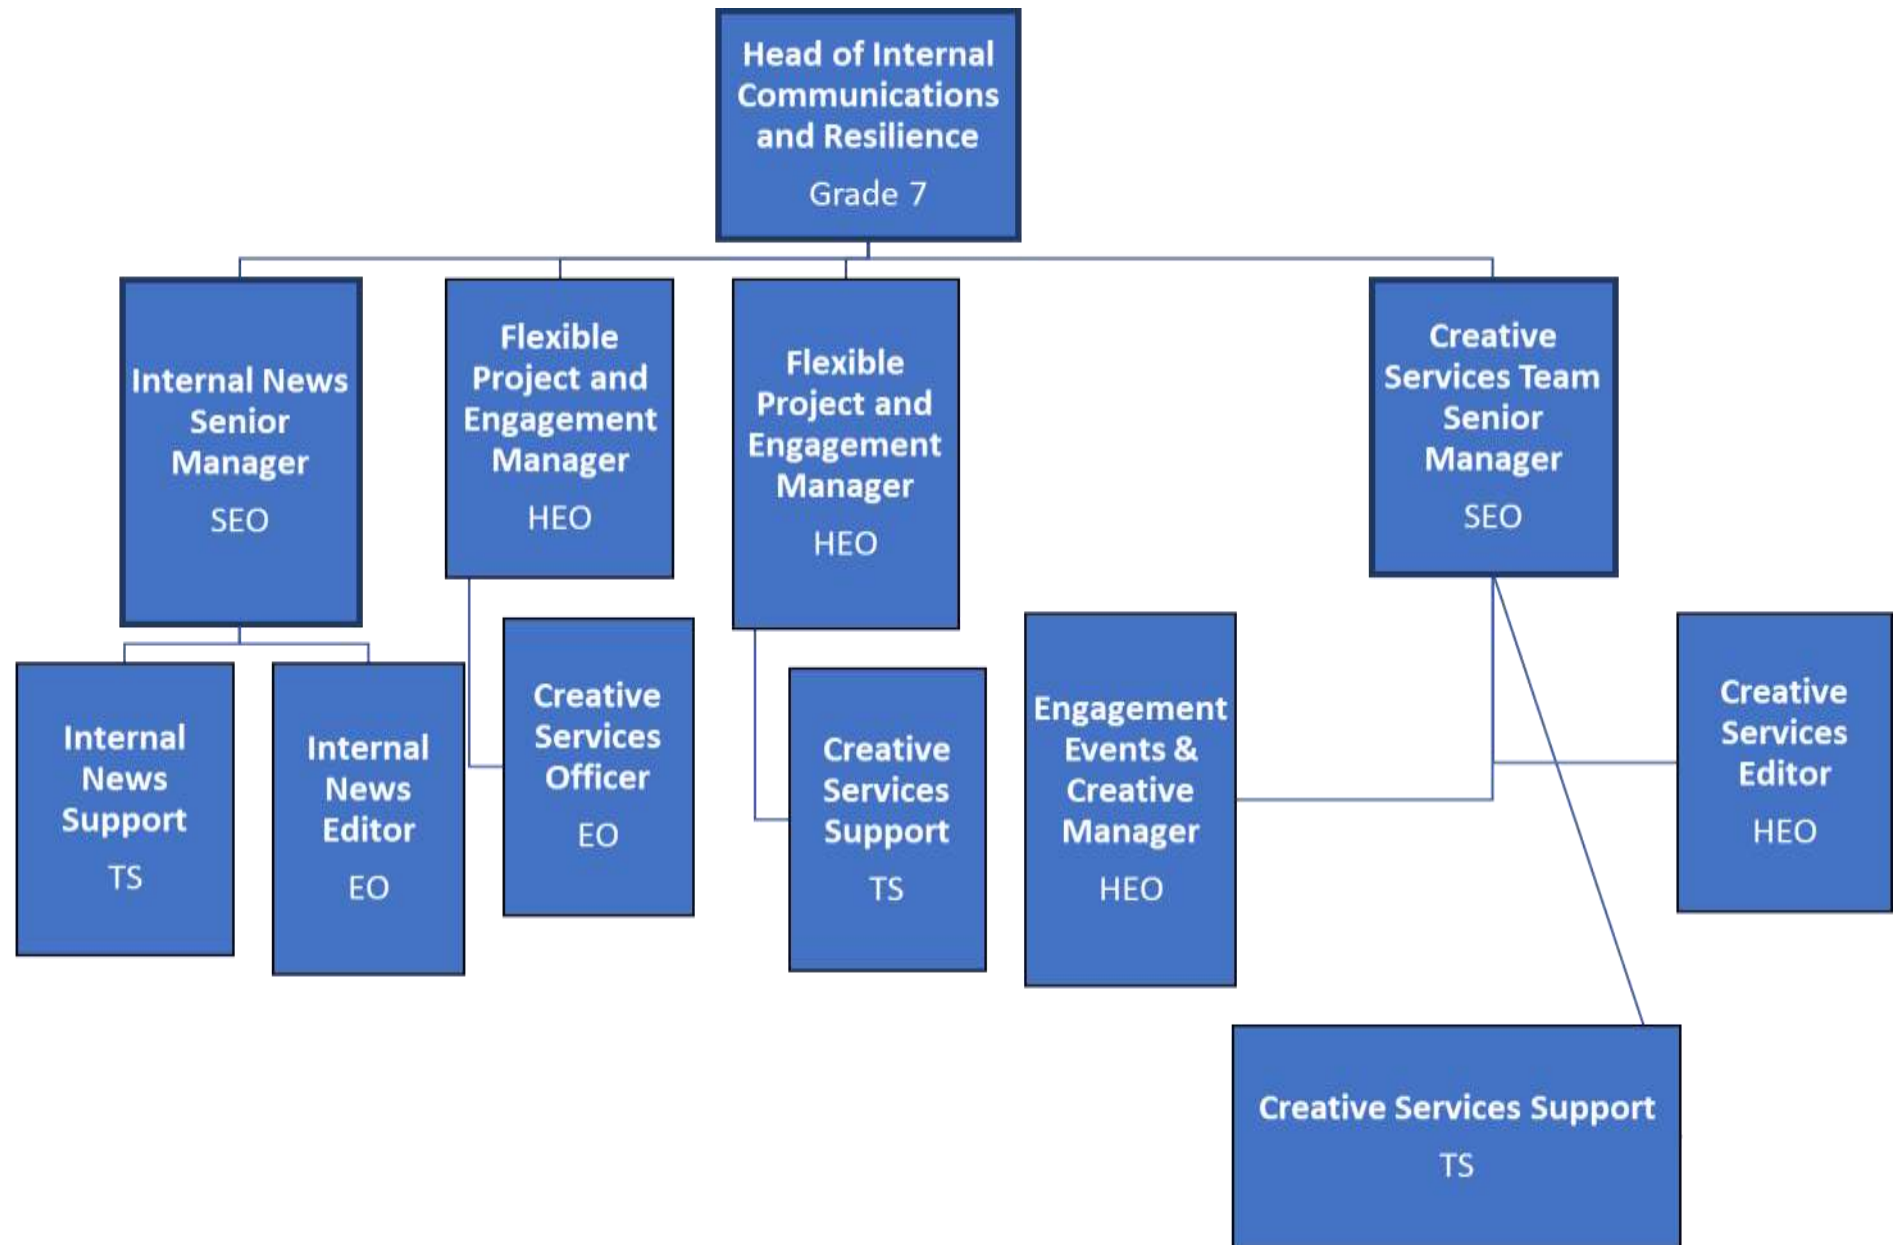 Head of Internal
Communications
and Resilience
Grade 7
Internal News
Senior
Manager
SEO
Flexible
Project and
Engagement
Manager
HEO
Flexible
Project and
Engagement
Manager
HEO
Creative
Services Team
Senior
Manager
SEO
Internal
News
Support
TS
Internal
News
Editor
EO
Creative
Services
Officer
EO
Creative
Services
Support
TS
Engagement
Events &
Creative
Manager
HEO
Creative
Services
Editor
HEO
Creative Services Support
TS